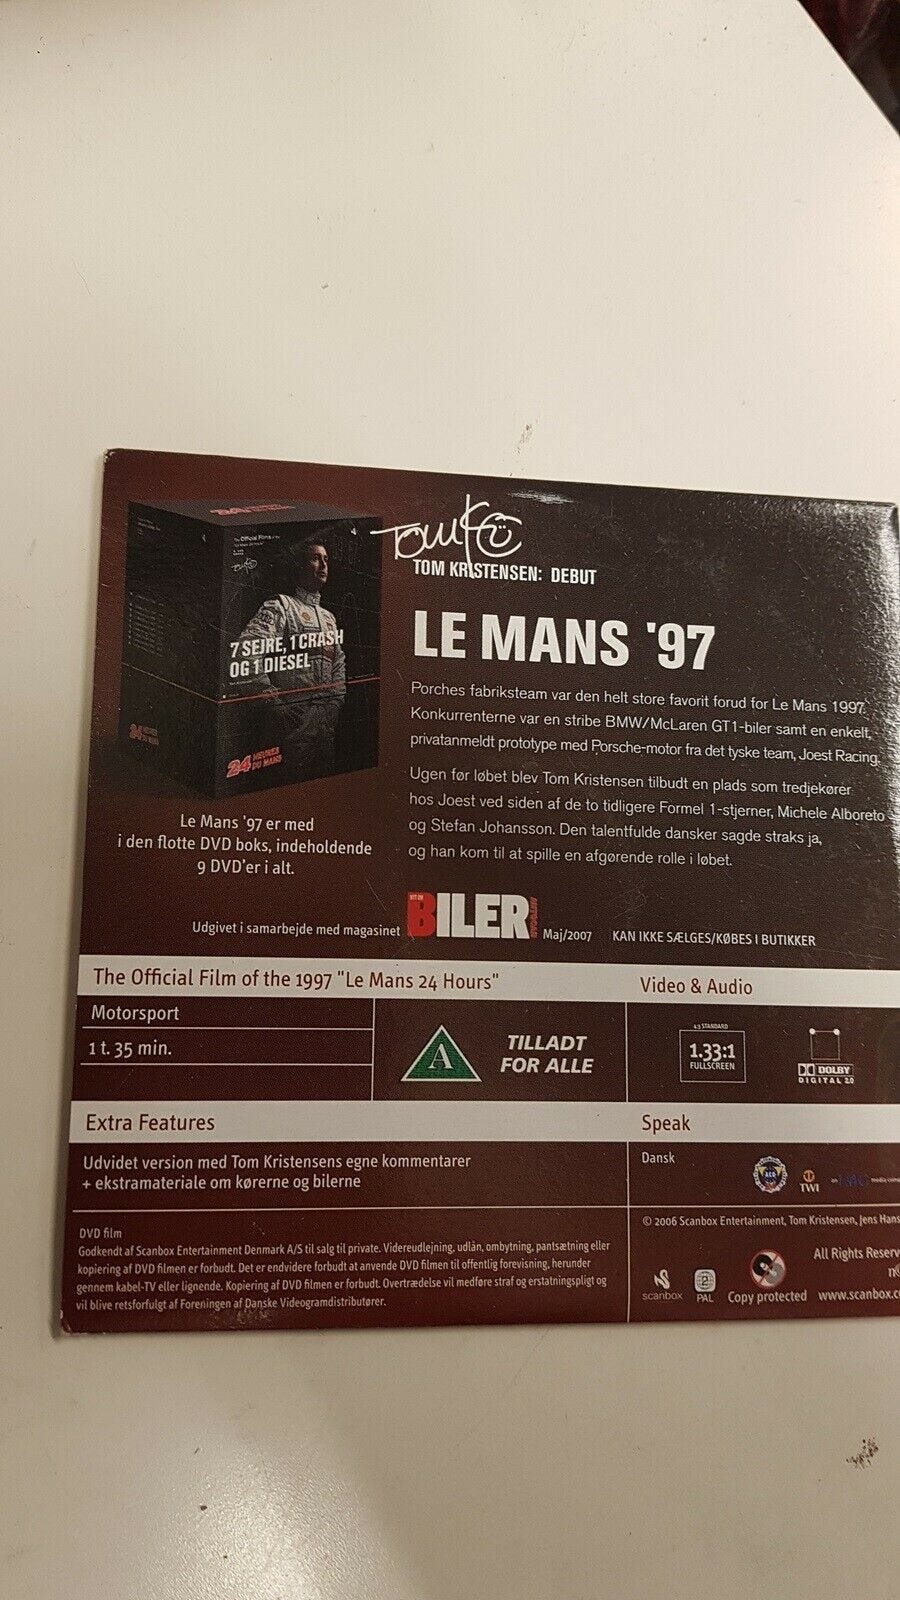 TomK
TOM KRISTENSEN: DEBUT
LE MANS '97
Porches fabriksteam var den helt store favorit forud for Le Mans 1997.
Konkurrenterne var en stribe BMW/McLaren GT1-biler samt en enkelt,
privatanmeldt prototype med Porsche-motor fra det tyske team, Joest Racing.
Ugen før løbet blev Tom Kristensen tilbudt en plads som tredjekører
hos Joest ved siden af de to tidligere Formel 1-stjerner, Michele Alboreto
og Stefan Johansson. Den talentfulde dansker sagde straks ja,
og han kom til at spille en afgørende rolle i løbet.
24 HEURES
DU MANS
7 SEJRE, 1 CRASH
OG 1 DIESEL
24 HEURES
DU MANS
Le Mans '97 er med
i den flotte DVD boks, indeholdende
9 DVD'er i alt.
Udgivet i samarbejde med magasinet BILER Maj/2007 KAN IKKE SÆLGES/KØBES I BUTIKKER
The Official Film of the 1997 "Le Mans 24 Hours"
Motorsport
1 t. 35 min.
A
TILLADT
FOR ALLE
Video & Audio
4:3 STANDARD
1.33:1
FULLSCREEN
DOLBY
DIGITAL 2.0
Extra Features
Udvidet version med Tom Kristensens egne kommentarer
+ ekstramateriale om kørerne og bilerne
Speak
Dansk
ACO
TWI
DVD film
Godkendt af Scanbox Entertainment Denmark A/S til salg til private. Videreudlejning, udlån, ombytning, pantsætning eller
kopiering af DVD filmen er forbudt. Det er endvidere forbudt at anvende DVD filmen til offentlig forevisning, herunder
gennem kabel-TV eller lignende. Kopiering af DVD filmen er forbudt. Overtrædelse vil medføre straf og erstatningspligt og
vil blive retsforfulgt af Foreningen af Danske Videogramdistributører.
© 2006 Scanbox Entertainment, Tom Kristensen, Jens Hans
All Rights Reserv
scanbox
2
PAL
Copy protected
www.scanbox.c